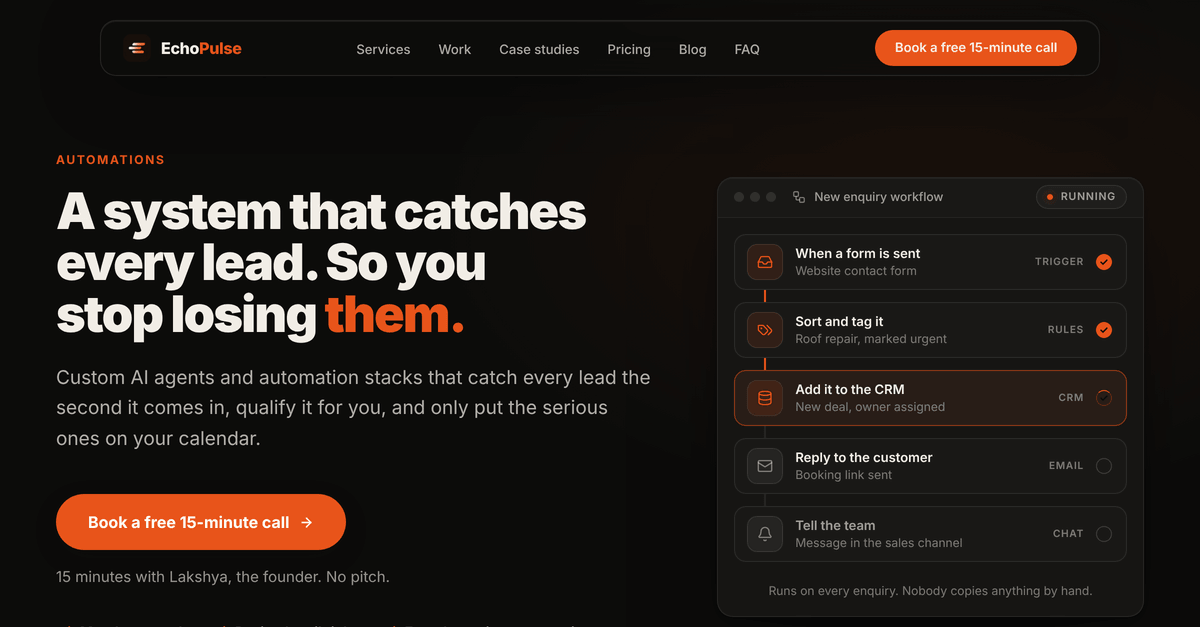 EchoPulse
Services
Work
Case studies
Pricing
Blog
FAQ
Book a free 15-minute call
AUTOMATIONS
A system that catches
every lead. So you
stop losing them.
Custom AI agents and automation stacks that catch every lead the
second it comes in, qualify it for you, and only put the serious
ones on your calendar.
Book a free 15-minute call →
15 minutes with Lakshya, the founder. No pitch.
New enquiry workflow
RUNNING
When a form is sent
Website contact form
TRIGGER
Sort and tag it
Roof repair, marked urgent
RULES
Add it to the CRM
New deal, owner assigned
CRM
Reply to the customer
Booking link sent
EMAIL
Tell the team
Message in the sales channel
CHAT
Runs on every enquiry. Nobody copies anything by hand.